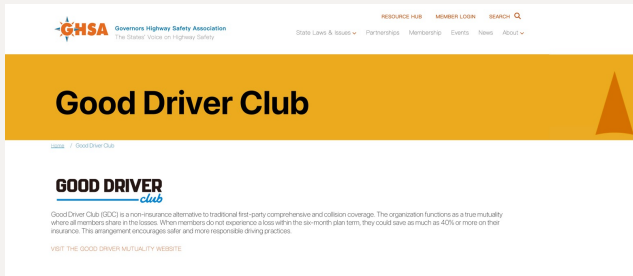 RESOURCE HUB MEMBER LOGIN SEARCH
GHSA
Governors Highway Safety Association
The States' Voice on Highway Safety
State Laws & Issues Partnerships Membership Events News About
Good Driver Club
Home / Good Driver Club
GOOD DRIVER
club
Good Driver Club (GDC) is a non-insurance alternative to traditional first-party comprehensive and collision coverage. The organization functions as a true mutuality
where all members share in the losses. When members do not experience a loss within the six-month plan term, they could save as much as 40% or more on their
insurance. This arrangement encourages safer and more responsible driving practices.
VISIT THE GOOD DRIVER MUTUALITY WEBSITE